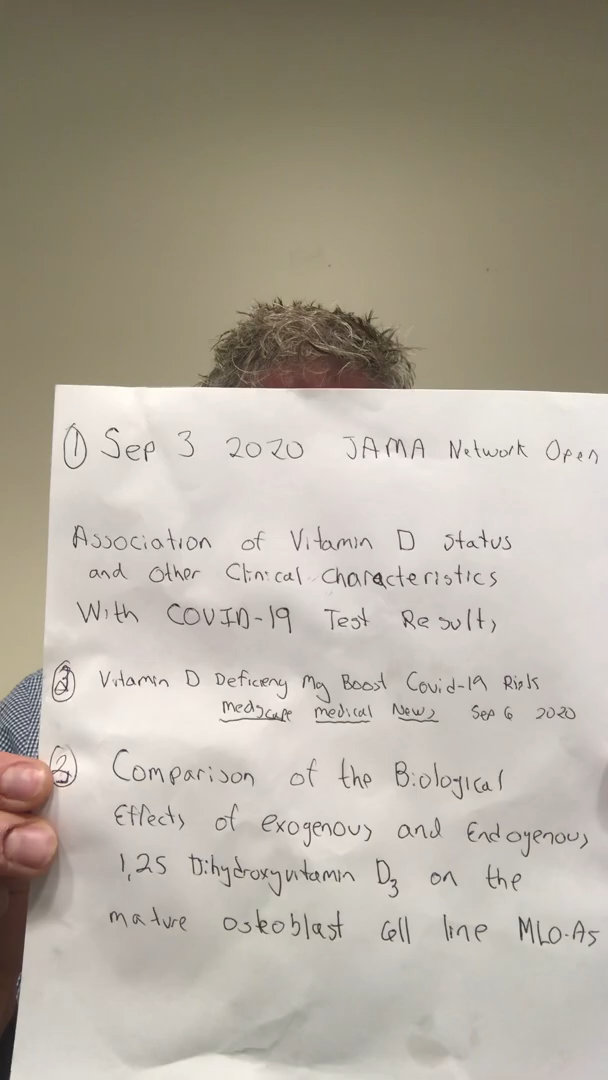 ① Sep 3 2020 JAMA Network Open
Association of Vitamin D Status
and Other Clinical Characteristics
With COVID-19 Test Results
③ Vitamin D Deficieny May Boost Covid-19 Risk
medscape medical News Sep 6 2020
② Comparison of the Biological
Effects of exogenous and Endogenous
1,25 Dihydroxyvitamin D3 on the
mature osteoblast cell line MLO-A5